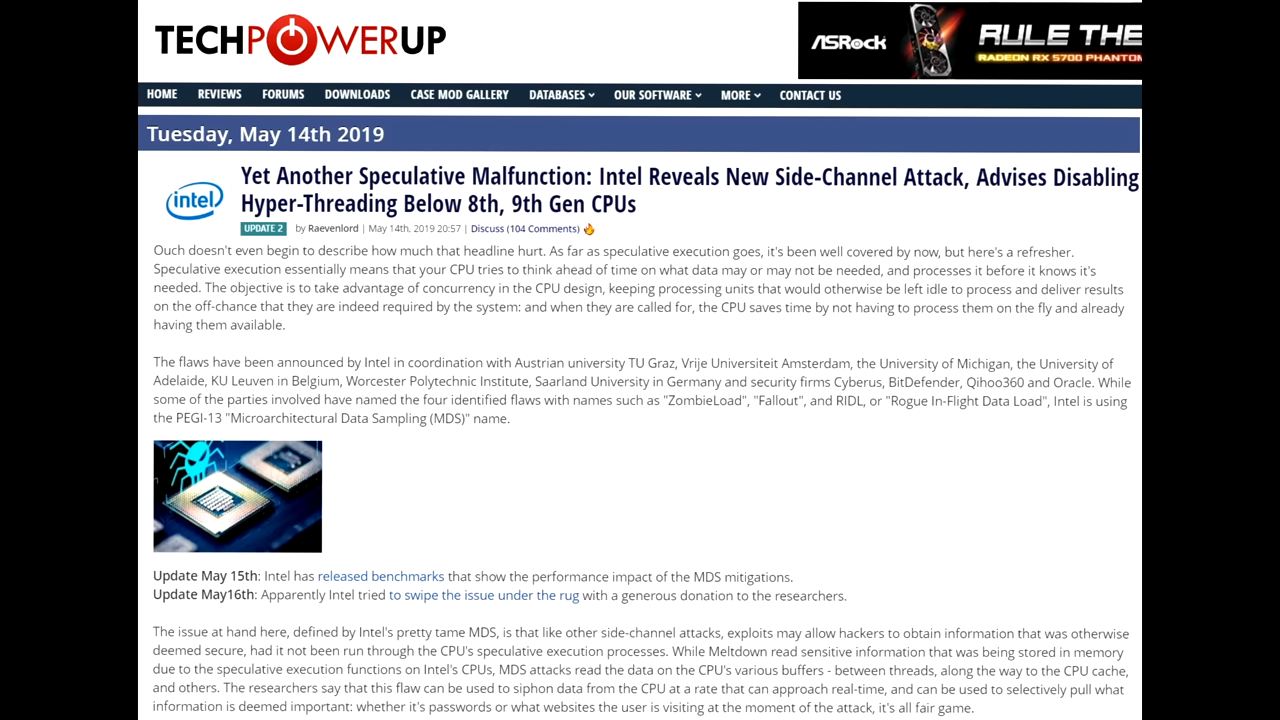 TECHPOWERUP
ASRock
RULE THE
RADEON RX 5700 PHANTOM
HOME REVIEWS FORUMS DOWNLOADS CASE MOD GALLERY DATABASES OUR SOFTWARE MORE CONTACT US
Tuesday, May 14th 2019
intel
Yet Another Speculative Malfunction: Intel Reveals New Side-Channel Attack, Advises Disabling
Hyper-Threading Below 8th, 9th Gen CPUs
UPDATE 2 by Raevenlord | May 14th, 2019 20:57 | Discuss (104 Comments)
Ouch doesn't even begin to describe how much that headline hurt. As far as speculative execution goes, it's been well covered by now, but here's a refresher.
Speculative execution essentially means that your CPU tries to think ahead of time on what data may or may not be needed, and processes it before it knows it's
needed. The objective is to take advantage of concurrency in the CPU design, keeping processing units that would otherwise be left idle to process and deliver results
on the off-chance that they are indeed required by the system: and when they are called for, the CPU saves time by not having to process them on the fly and already
having them available.
The flaws have been announced by Intel in coordination with Austrian university TU Graz, Vrije Universiteit Amsterdam, the University of Michigan, the University of
Adelaide, KU Leuven in Belgium, Worcester Polytechnic Institute, Saarland University in Germany and security firms Cyberus, BitDefender, Qihoo360 and Oracle. While
some of the parties involved have named the four identified flaws with names such as "ZombieLoad", "Fallout", and RIDL, or "Rogue In-Flight Data Load", Intel is using
the PEGI-13 "Microarchitectural Data Sampling (MDS)" name.
Update May 15th: Intel has released benchmarks that show the performance impact of the MDS mitigations.
Update May16th: Apparently Intel tried to swipe the issue under the rug with a generous donation to the researchers.
The issue at hand here, defined by Intel's pretty tame MDS, is that like other side-channel attacks, exploits may allow hackers to obtain information that was otherwise
deemed secure, had it not been run through the CPU's speculative execution processes. While Meltdown read sensitive information that was being stored in memory
due to the speculative execution functions on Intel's CPUs, MDS attacks read the data on the CPU's various buffers - between threads, along the way to the CPU cache,
and others. The researchers say that this flaw can be used to siphon data from the CPU at a rate that can approach real-time, and can be used to selectively pull what
information is deemed important: whether it's passwords or what websites the user is visiting at the moment of the attack, it's all fair game.